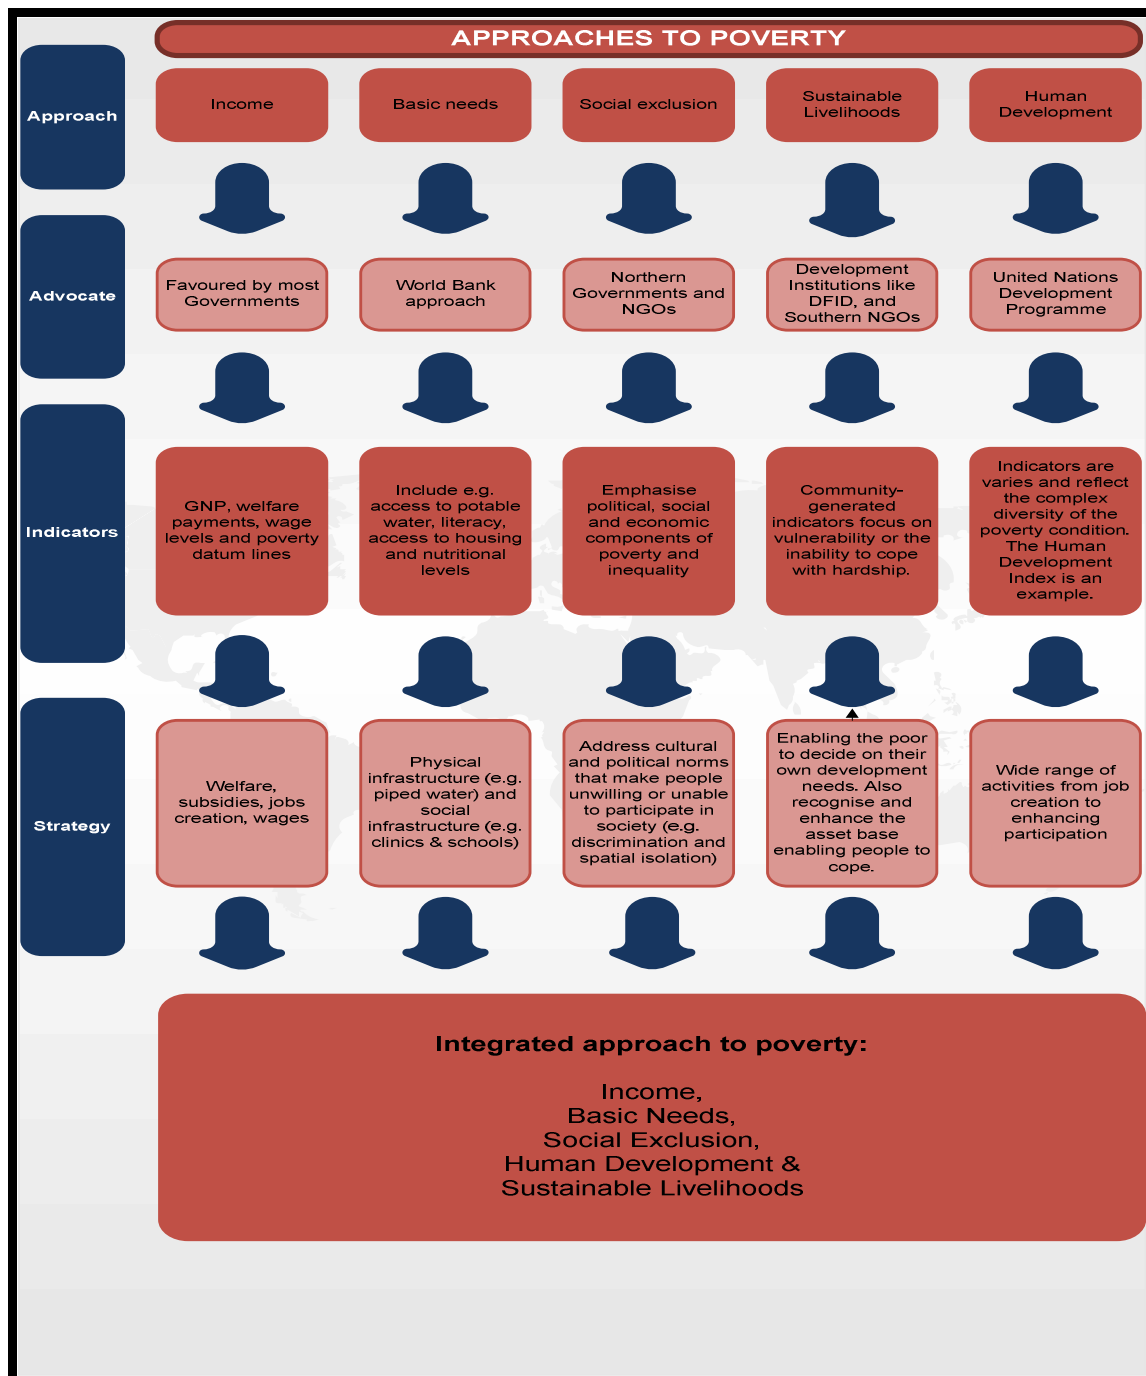 APPROACHES TO POVERTY
Approach
Income
Basic needs
Social exclusion
Sustainable
Livelihoods
Human
Development
Advocate
Favoured by most
Governments
World Bank
approach
Northern
Governments and
NGOs
Development
Institutions like
DFID, and
Southern NGOs
United Nations
Development
Programme
Indicators
GNP, welfare
payments, wage
levels and poverty
datum lines
Include e.g.
access to potable
water, literacy,
access to housing
and nutritional
levels
Emphasise
political, social
and economic
components of
poverty and
inequality
Community-
generated
indicators focus on
vulnerability or the
inability to cope
with hardship.
Indicators are
varies and reflect
the complex
diversity of the
poverty condition.
The Human
Development
Index is an
example.
Strategy
Welfare,
subsidies, jobs
creation, wages
Physical
infrastructure (e.g.
piped water) and
social
infrastructure (e.g.
clinics & schools)
Address cultural
and political norms
that make people
unwilling or unable
to participate in
society (e.g.
discrimination and
spatial isolation)
Enabling the poor
to decide on their
own development
needs. Also
recognise and
enhance the
asset base
enabling people to
cope.
Wide range of
activities from job
creation to
enhancing
participation
Integrated approach to poverty:
Income,
Basic Needs,
Social Exclusion,
Human Development &
Sustainable Livelihoods